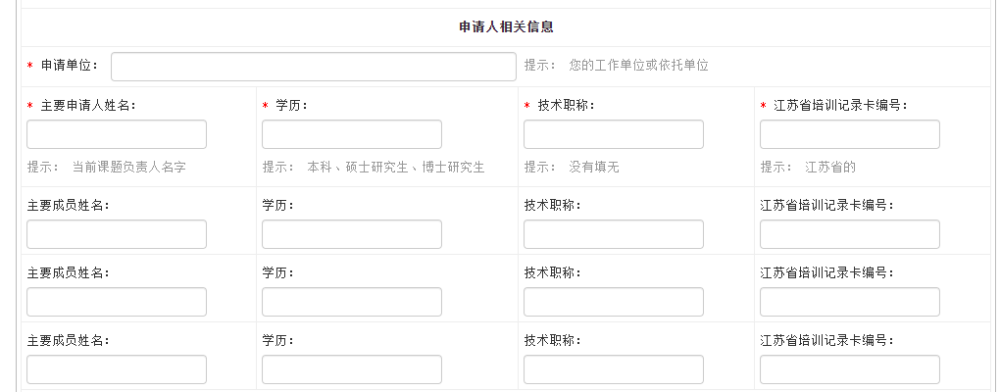 申请人相关信息
* 申请单位: 提示: 您的工作单位或依托单位
* 主要申请人姓名: * 学历: * 技术职称: * 江苏省培训记录卡编号:
提示: 当前课题负责人名字 提示: 本科、硕士研究生、博士研究生 提示: 没有填无 提示: 江苏省的
主要成员姓名: 学历: 技术职称: 江苏省培训记录卡编号:
主要成员姓名: 学历: 技术职称: 江苏省培训记录卡编号:
主要成员姓名: 学历: 技术职称: 江苏省培训记录卡编号: